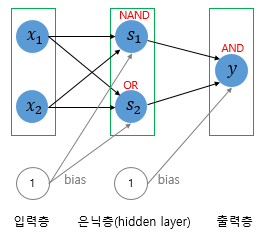 NAND
x₁ s₁ AND
OR y
x₂ s₂
1 bias 1 bias
입력층 은닉층(hidden layer) 출력층